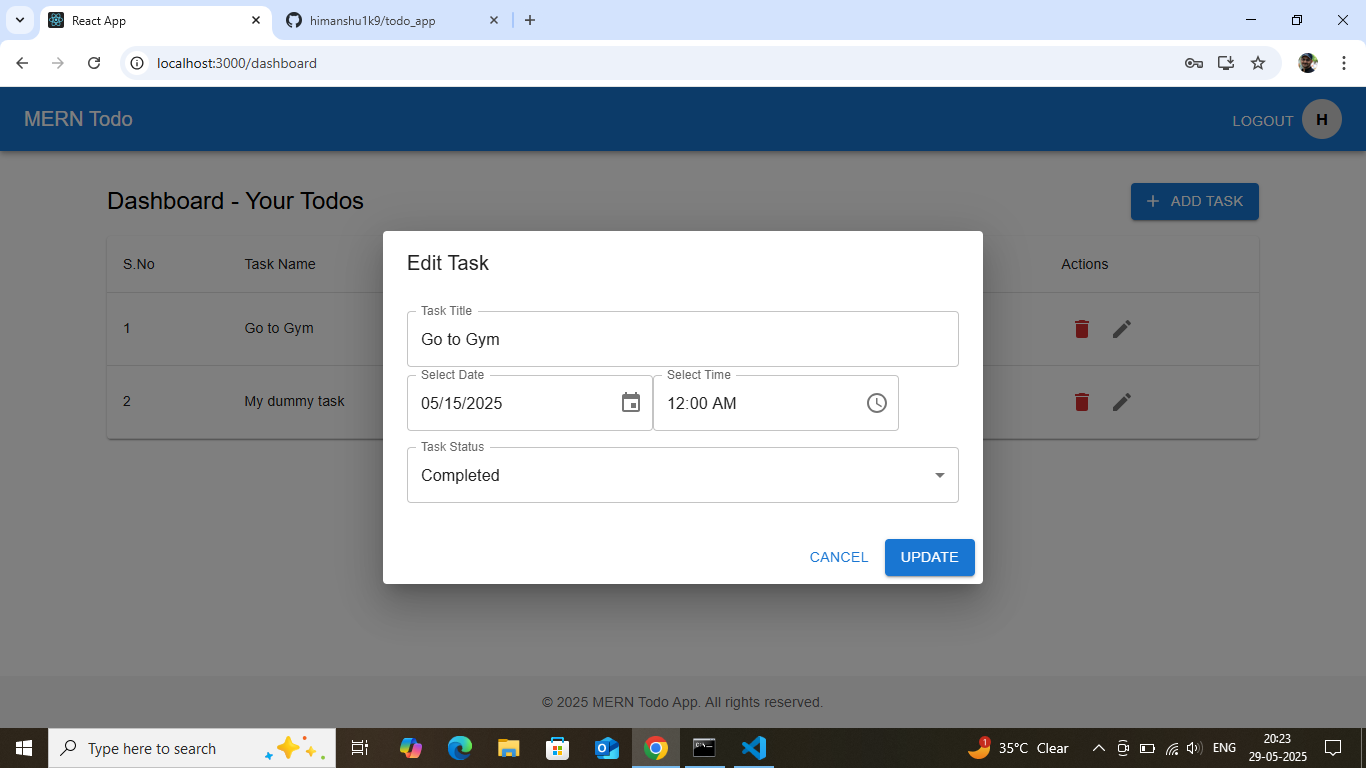 React App
himanshu1k9/todo_app
localhost:3000/dashboard
MERN Todo
LOGOUT H
Dashboard - Your Todos
+ ADD TASK
S.No Task Name Actions
1 Go to Gym
2 My dummy task
Edit Task
Task Title
Go to Gym
Select Date Select Time
05/15/2025 12:00 AM
Task Status
Completed
CANCEL UPDATE
© 2025 MERN Todo App. All rights reserved.
Type here to search
1 35°C Clear
ENG
20:23
29-05-2025